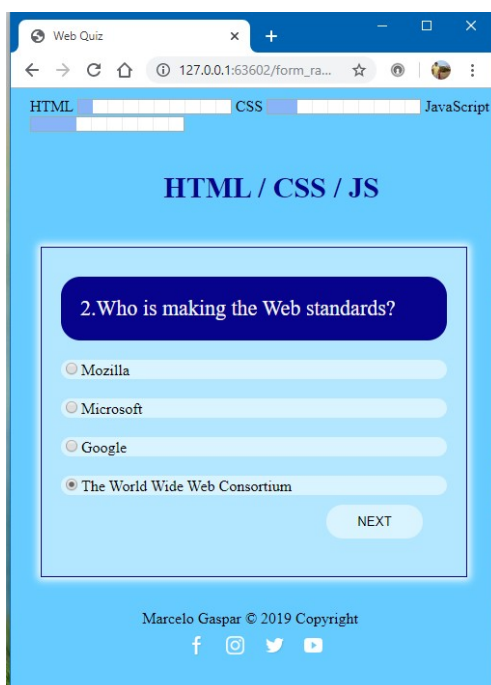 Web Quiz
127.0.0.1:63602/form_ra...
HTML CSS JavaScript
HTML / CSS / JS
2.Who is making the Web standards?
Mozilla
Microsoft
Google
The World Wide Web Consortium
NEXT
Marcelo Gaspar © 2019 Copyright